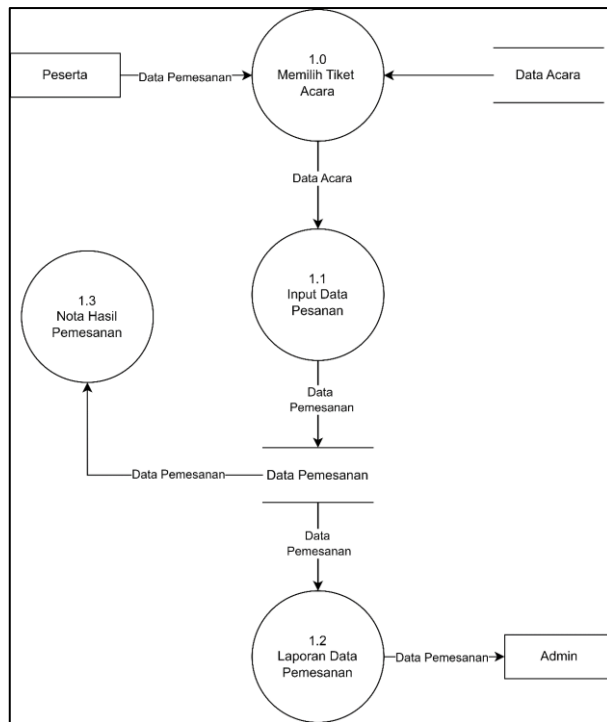 1.0
Memilih Tiket
Acara
Peserta
Data Pemesanan
Data Acara
Data Acara
1.1
Input Data
Pesanan
1.3
Nota Hasil
Pemesanan
Data
Pemesanan
Data Pemesanan
Data Pemesanan
Data
Pemesanan
1.2
Laporan Data
Pemesanan
Data Pemesanan
Admin